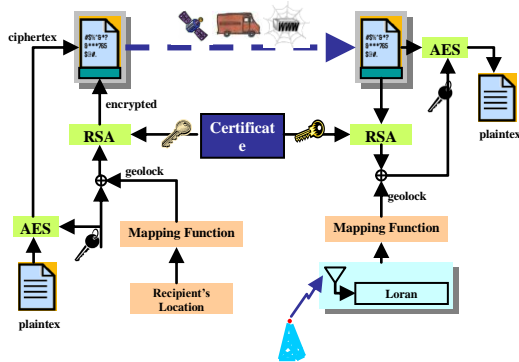 #$%^&*?
&***765
$@#.
WWW
#$%^&*?
&***765
$@#.
ciphertex
AES
encrypted
RSA
Certificat
e
RSA
plaintex
geolock
geolock
AES
Mapping Function
Mapping Function
Recipient's
Location
Loran
plaintex